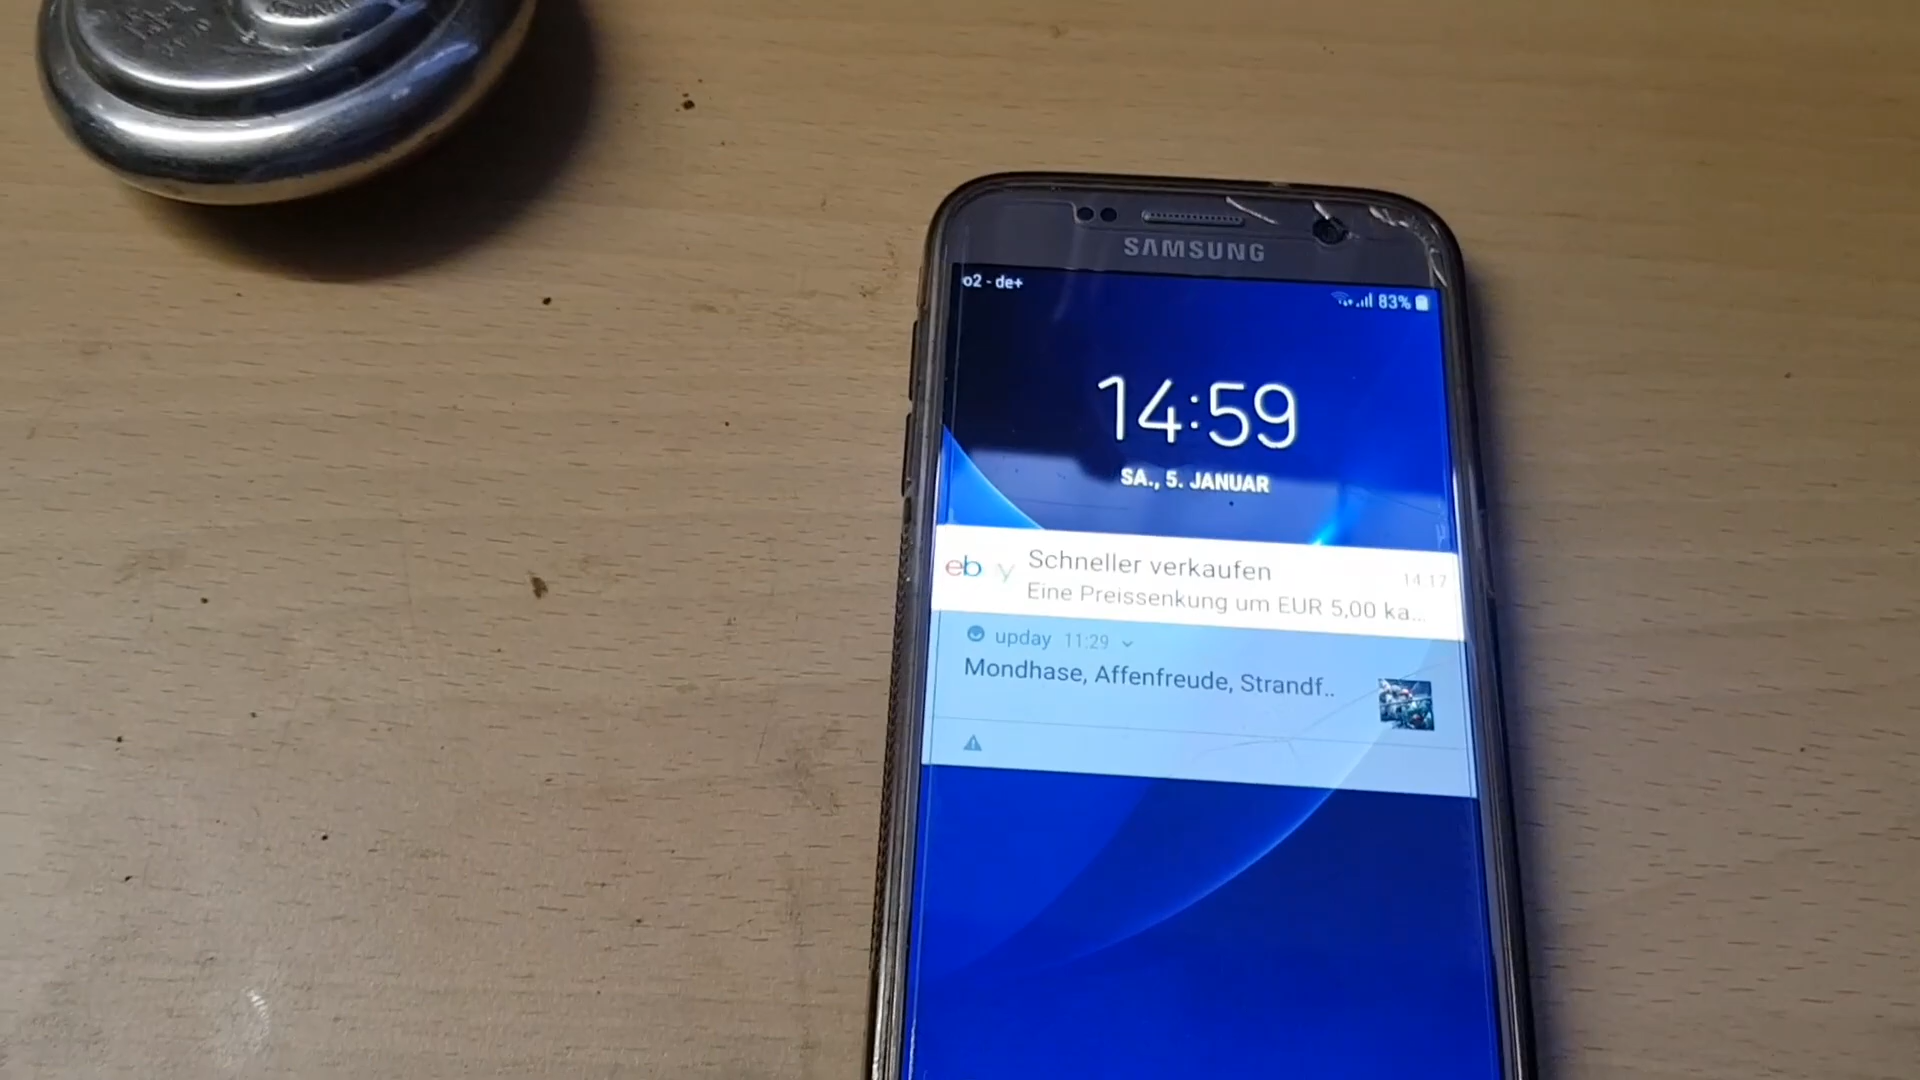 SAMSUNG
o2 - de+
83%
14:59
SA., 5. JANUAR
eb y
Schneller verkaufen
14:17
Eine Preissenkung um EUR 5,00 ka...
upday 11:29
Mondhase, Affenfreude, Strandf..